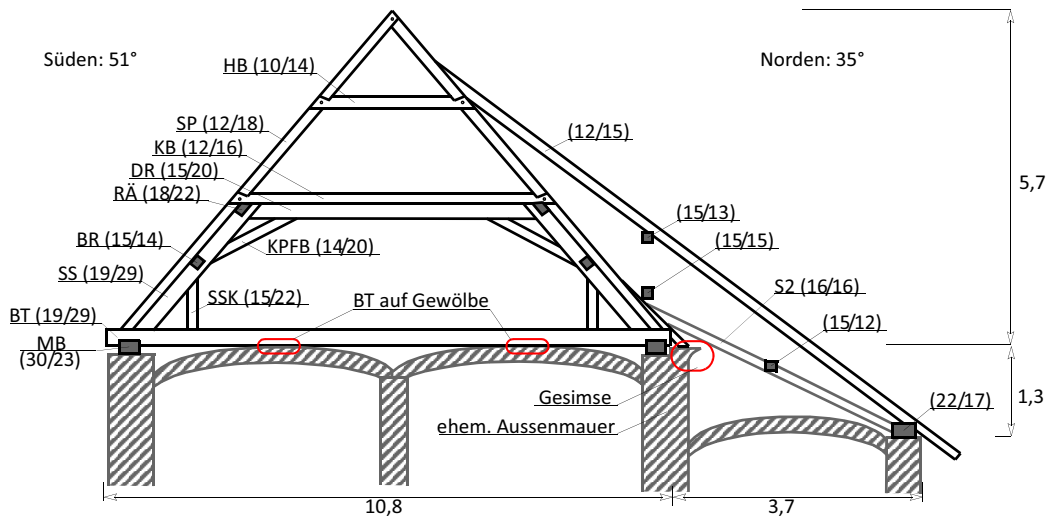 Süden: 51°
Norden: 35°
HB (10/14)
SP (12/18)
(12/15)
KB (12/16)
DR (15/20)
RÄ (18/22)
5,7
(15/13)
BR (15/14)
KPFB (14/20)
(15/15)
SS (19/29)
SSK (15/22)
BT auf Gewölbe
S2 (16/16)
BT (19/29)
(15/12)
MB
(30/23)
Gesimse
(22/17)
1,3
ehem. Aussenmauer
10,8
3,7